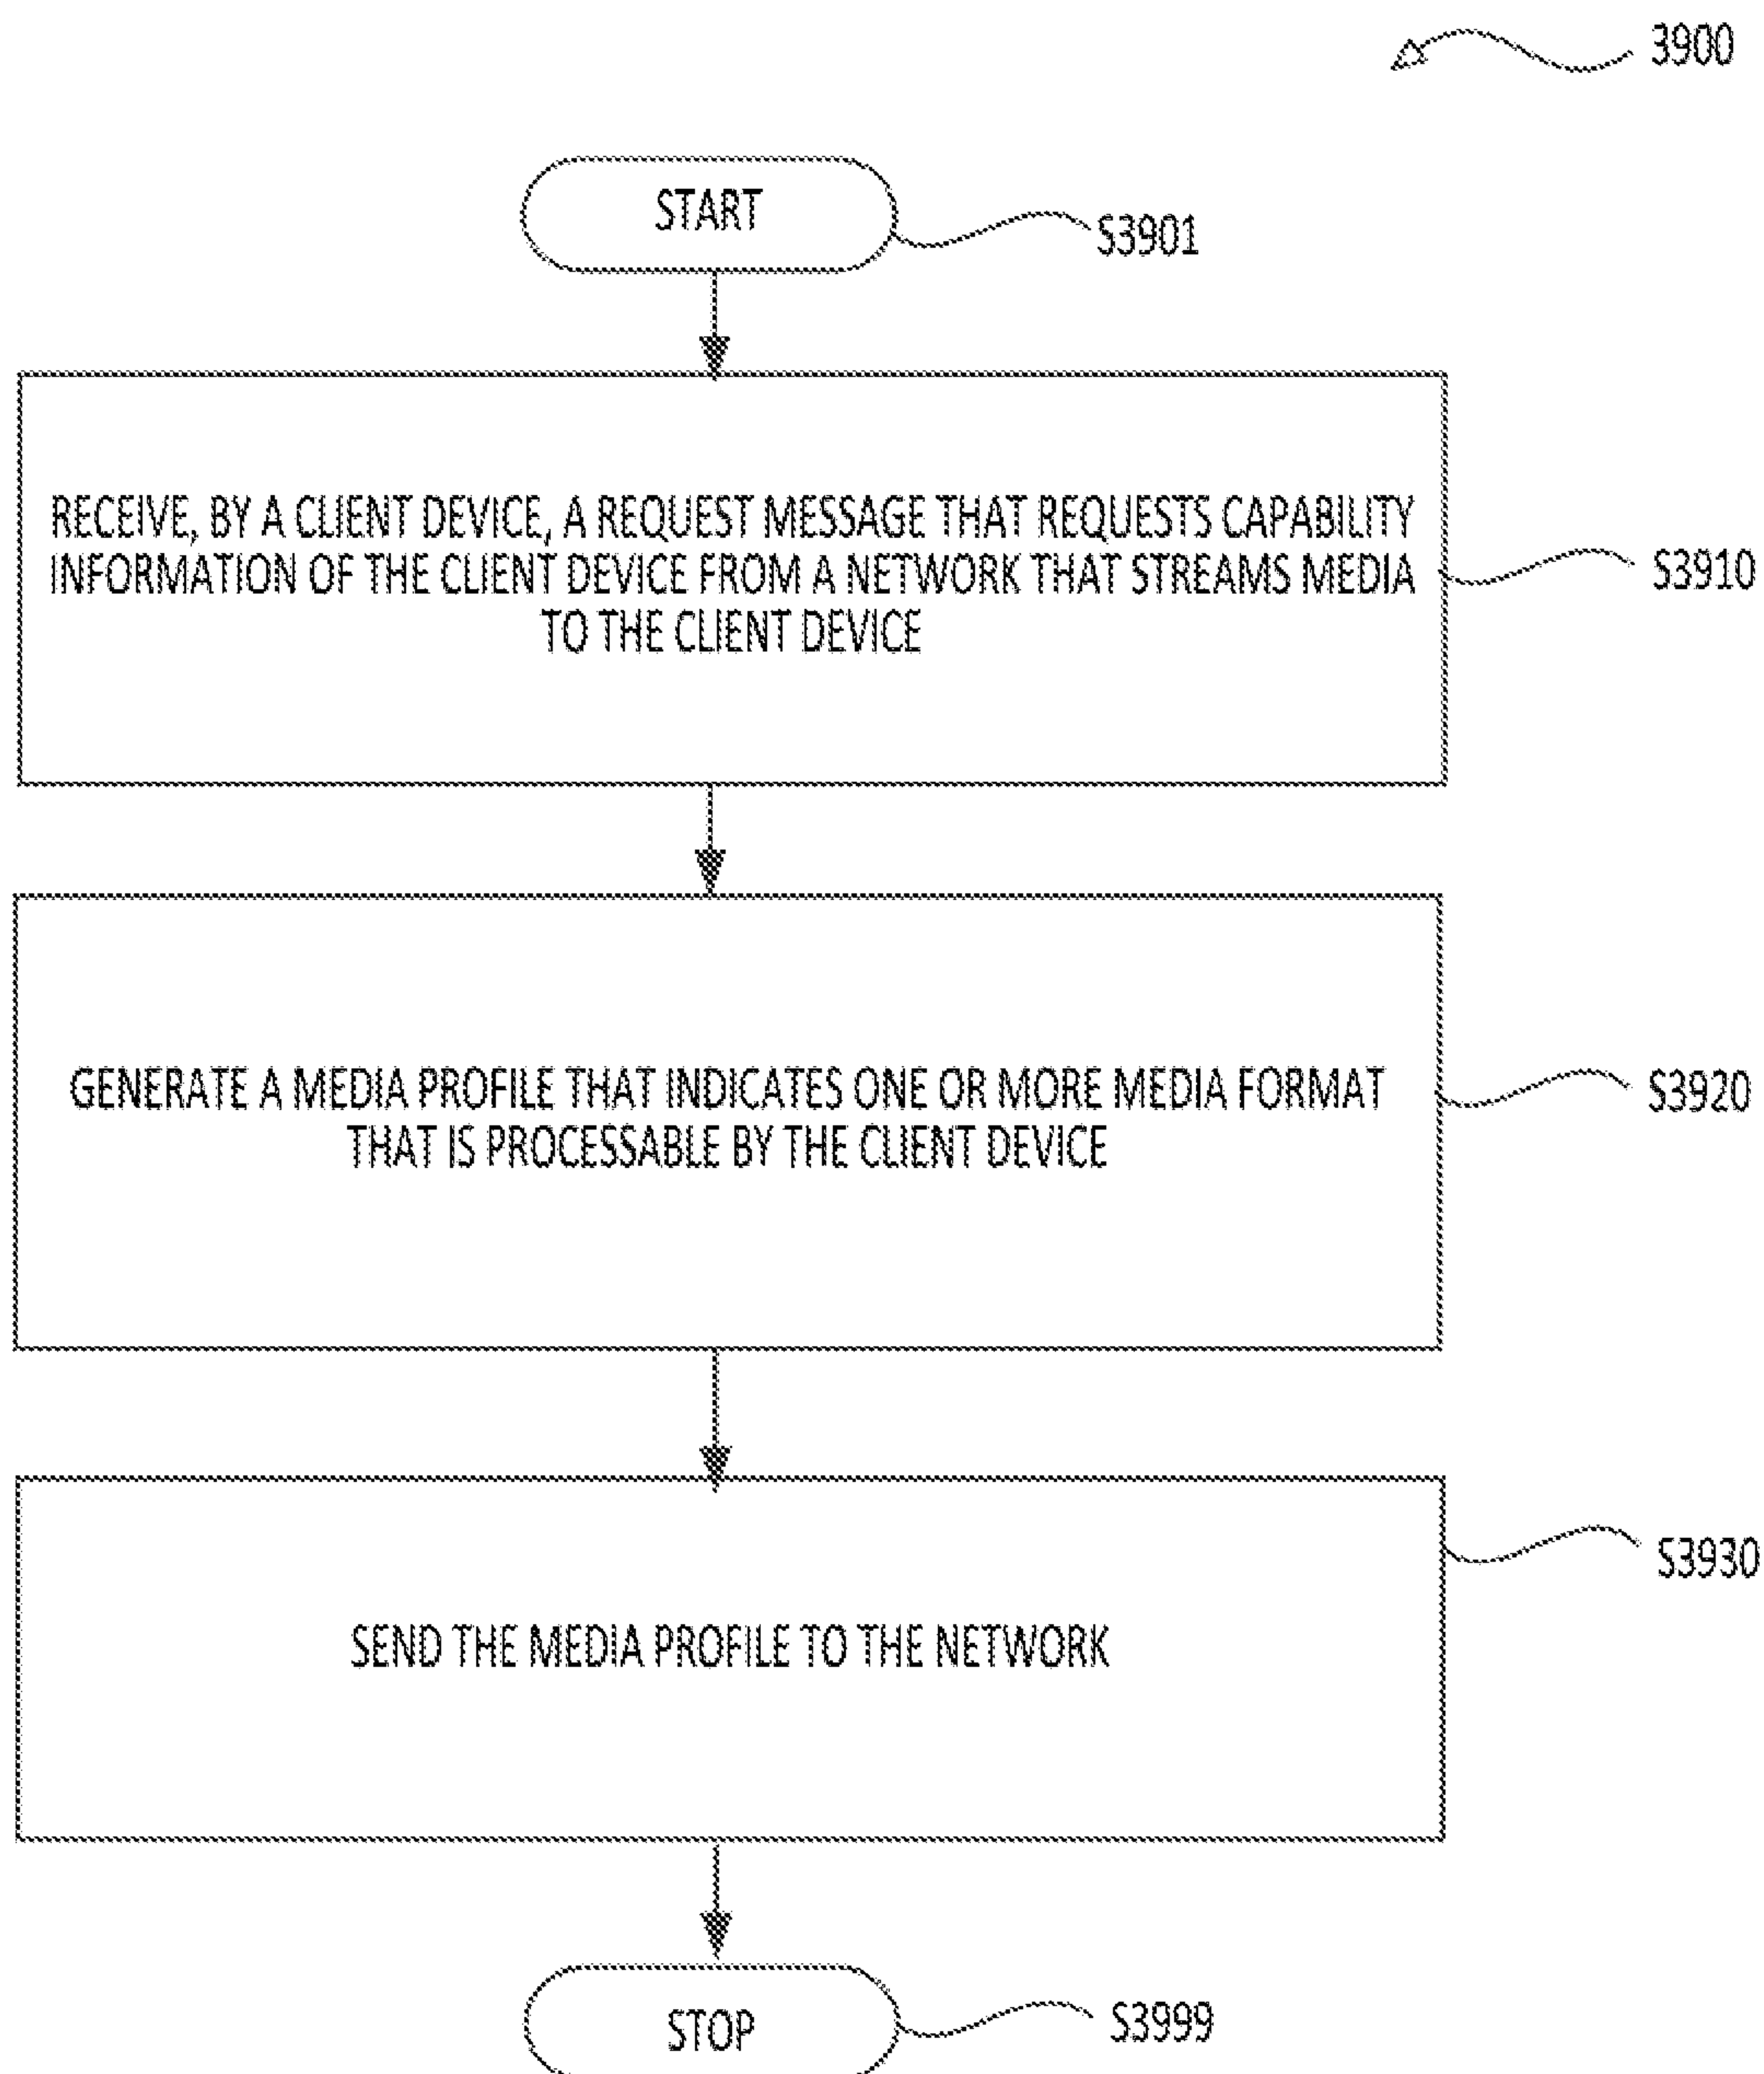 3900
START
S3901
RECEIVE, BY A CLIENT DEVICE, A REQUEST MESSAGE THAT REQUESTS CAPABILITY
INFORMATION OF THE CLIENT DEVICE FROM A NETWORK THAT STREAMS MEDIA
TO THE CLIENT DEVICE
S3910
GENERATE A MEDIA PROFILE THAT INDICATES ONE OR MORE MEDIA FORMAT
THAT IS PROCESSABLE BY THE CLIENT DEVICE
S3920
S3930
SEND THE MEDIA PROFILE TO THE NETWORK
STOP
S3999